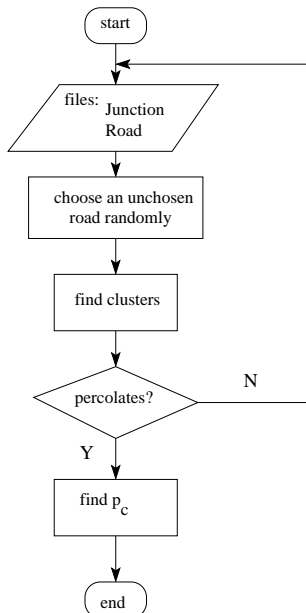 start
files: Junction
Road
choose an unchosen
road randomly
find clusters
percolates?
N
Y
find p_c
end